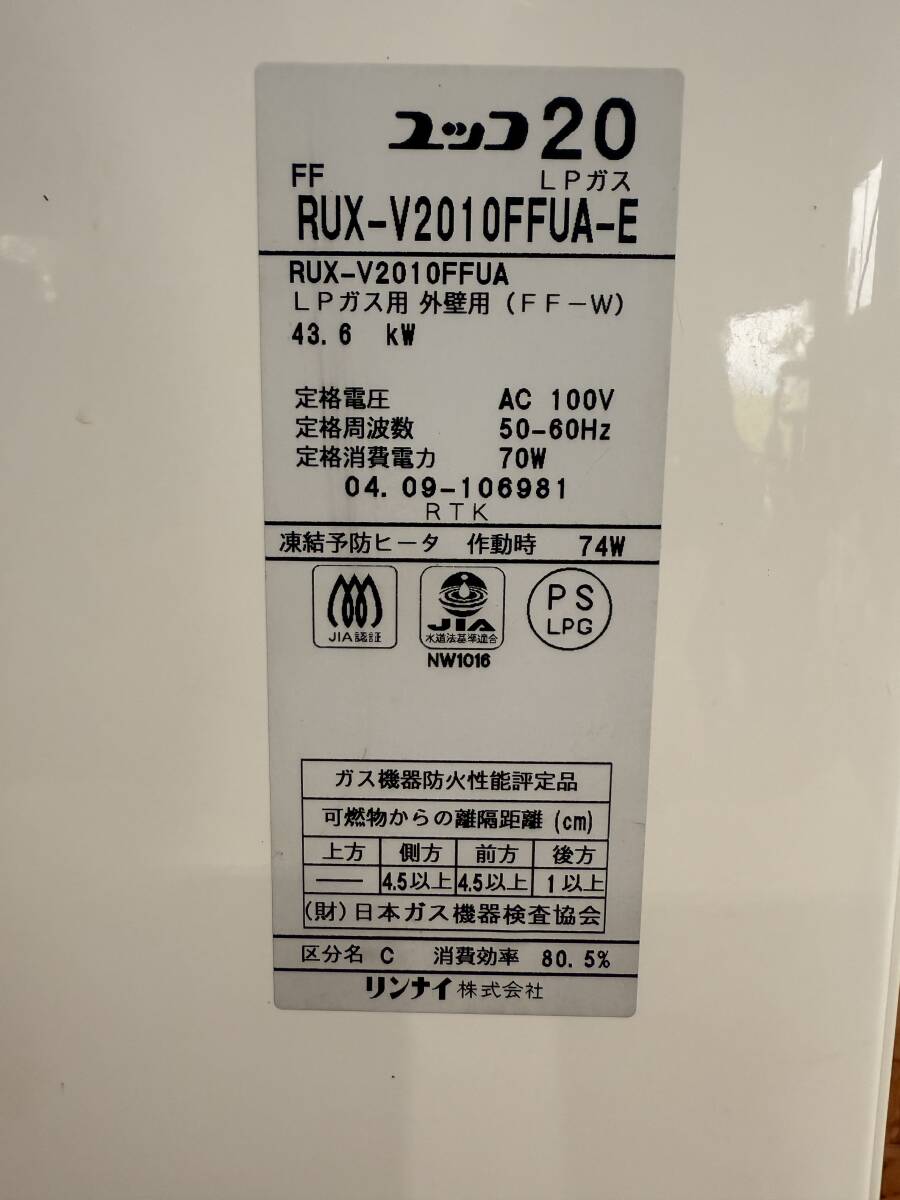 ユッコ20
FF LPガス
RUX-V2010FFUA-E
RUX-V2010FFUA
LPガス用 外壁用(FF-W)
43.6 kW
定格電圧 AC 100V
定格周波数 50-60Hz
定格消費電力 70W
04.09-106981
RTK
凍結予防ヒータ 作動時 74W
JIA認証
JIA
水道法基準適合
NW1016
PS
LPG
ガス機器防火性能評定品
可燃物からの離隔距離(cm)
上方 側方 前方 後方
── 4.5以上 4.5以上 1以上
(財)日本ガス機器検査協会
区分名 C 消費効率 80.5%
リンナイ株式会社